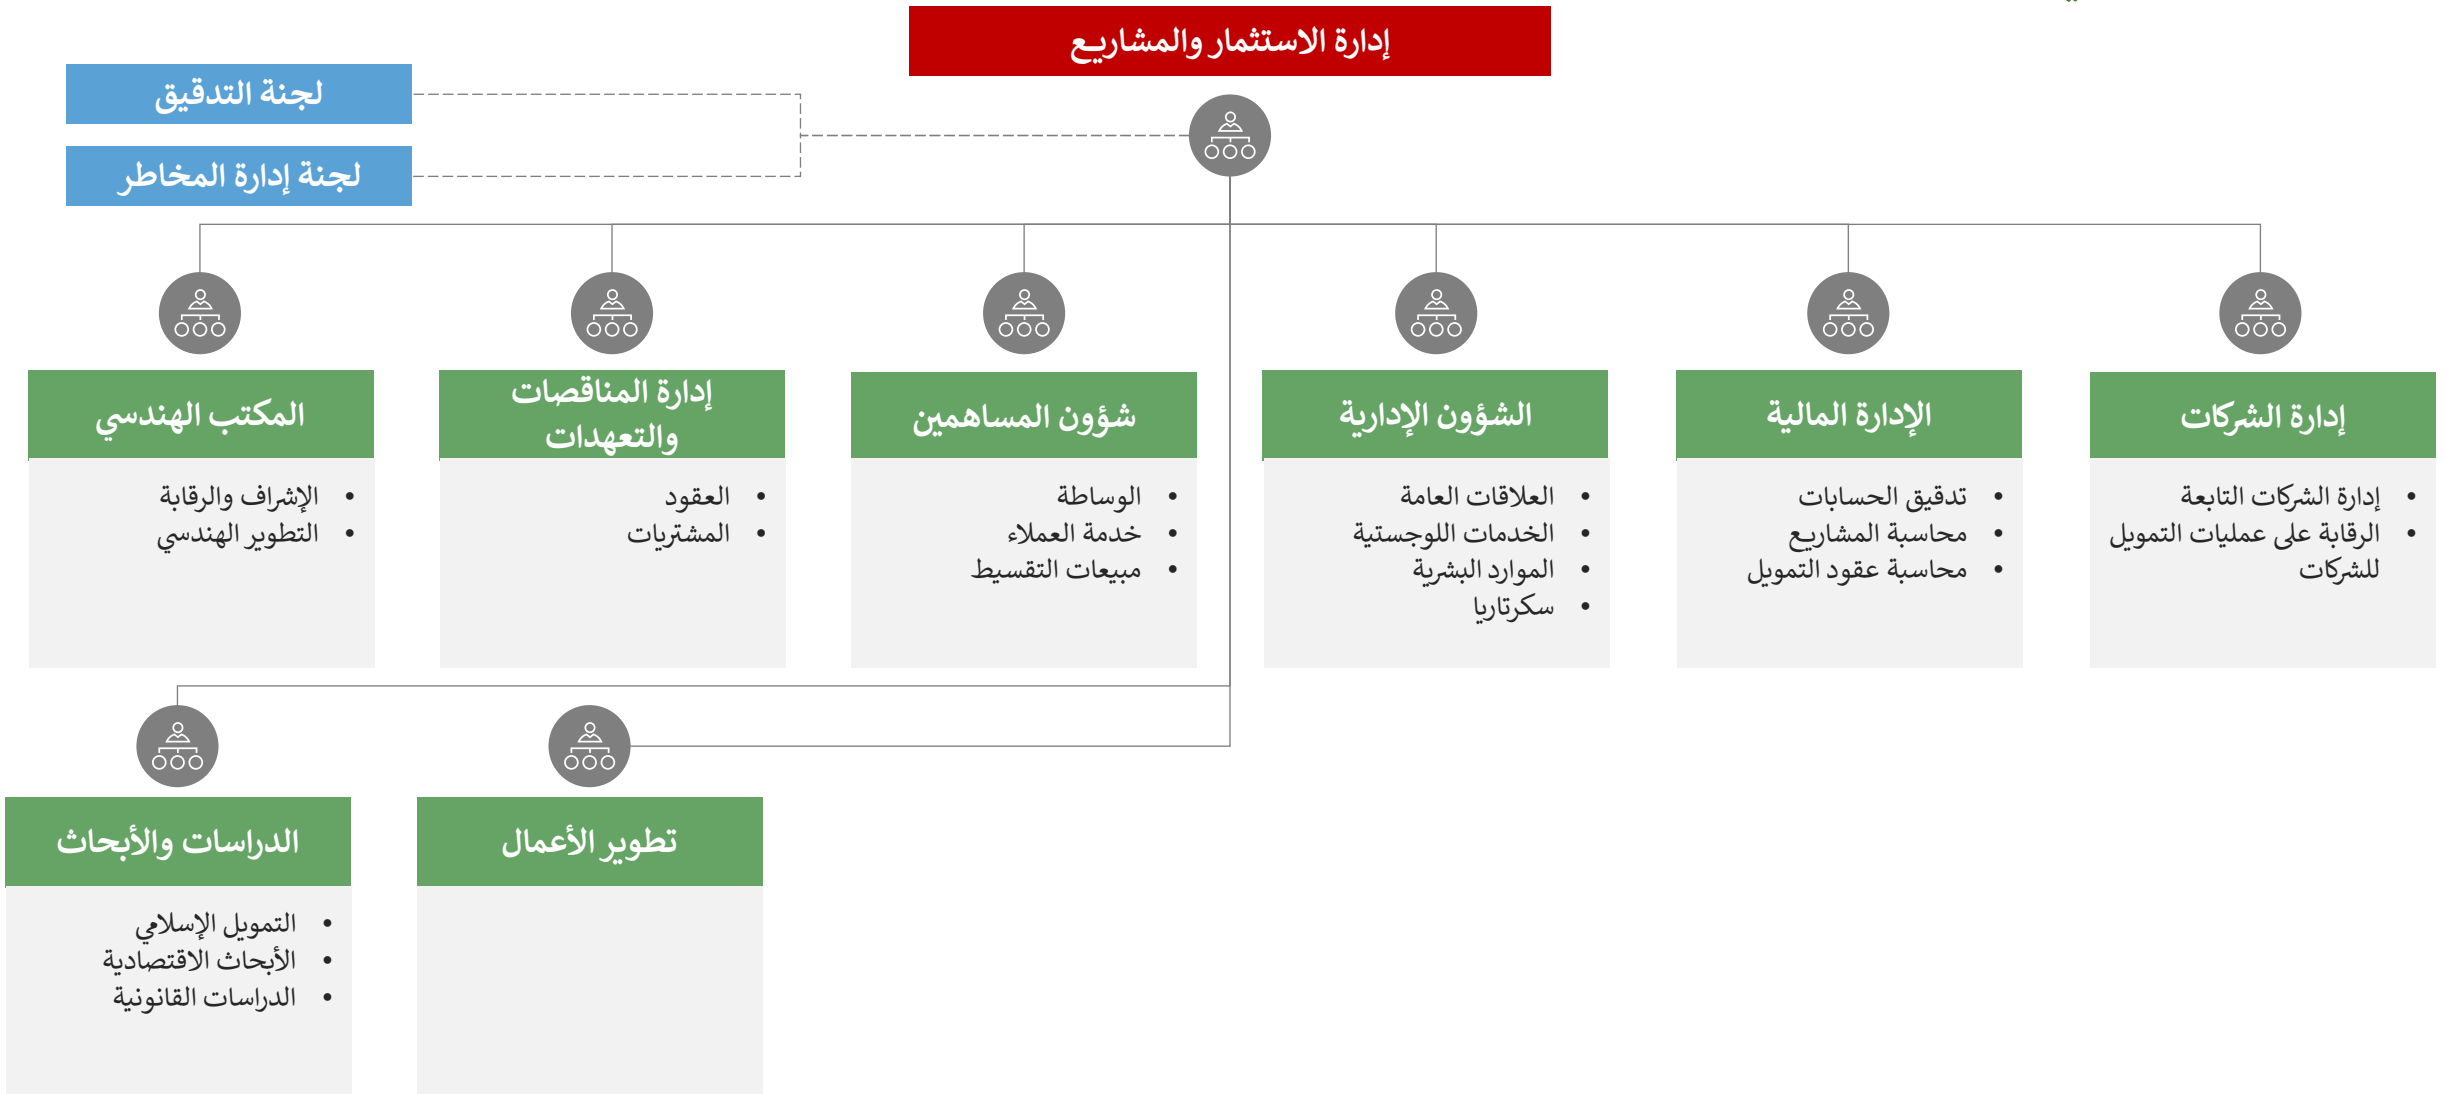 إدارة الاستثمار والمشاريع
لجنة التدقيق
لجنة إدارة المخاطر
إدارة الشركات
• إدارة الشركات التابعة
• الرقابة على عمليات التمويل
للشركات
الإدارة المالية
• تدقيق الحسابات
• محاسبة المشاريع
• محاسبة عقود التمويل
الشؤون الإدارية
• العلاقات العامة
• الخدمات اللوجستية
• الموارد البشرية
• سكرتاريا
شؤون المساهمين
• الوساطة
• خدمة العملاء
• مبيعات التقسيط
إدارة المناقصات
والتعهدات
• العقود
• المشتريات
المكتب الهندسي
• الإشراف والرقابة
• التطوير الهندسي
تطوير الأعمال
الدراسات والأبحاث
• التمويل الإسلامي
• الأبحاث الاقتصادية
• الدراسات القانونية